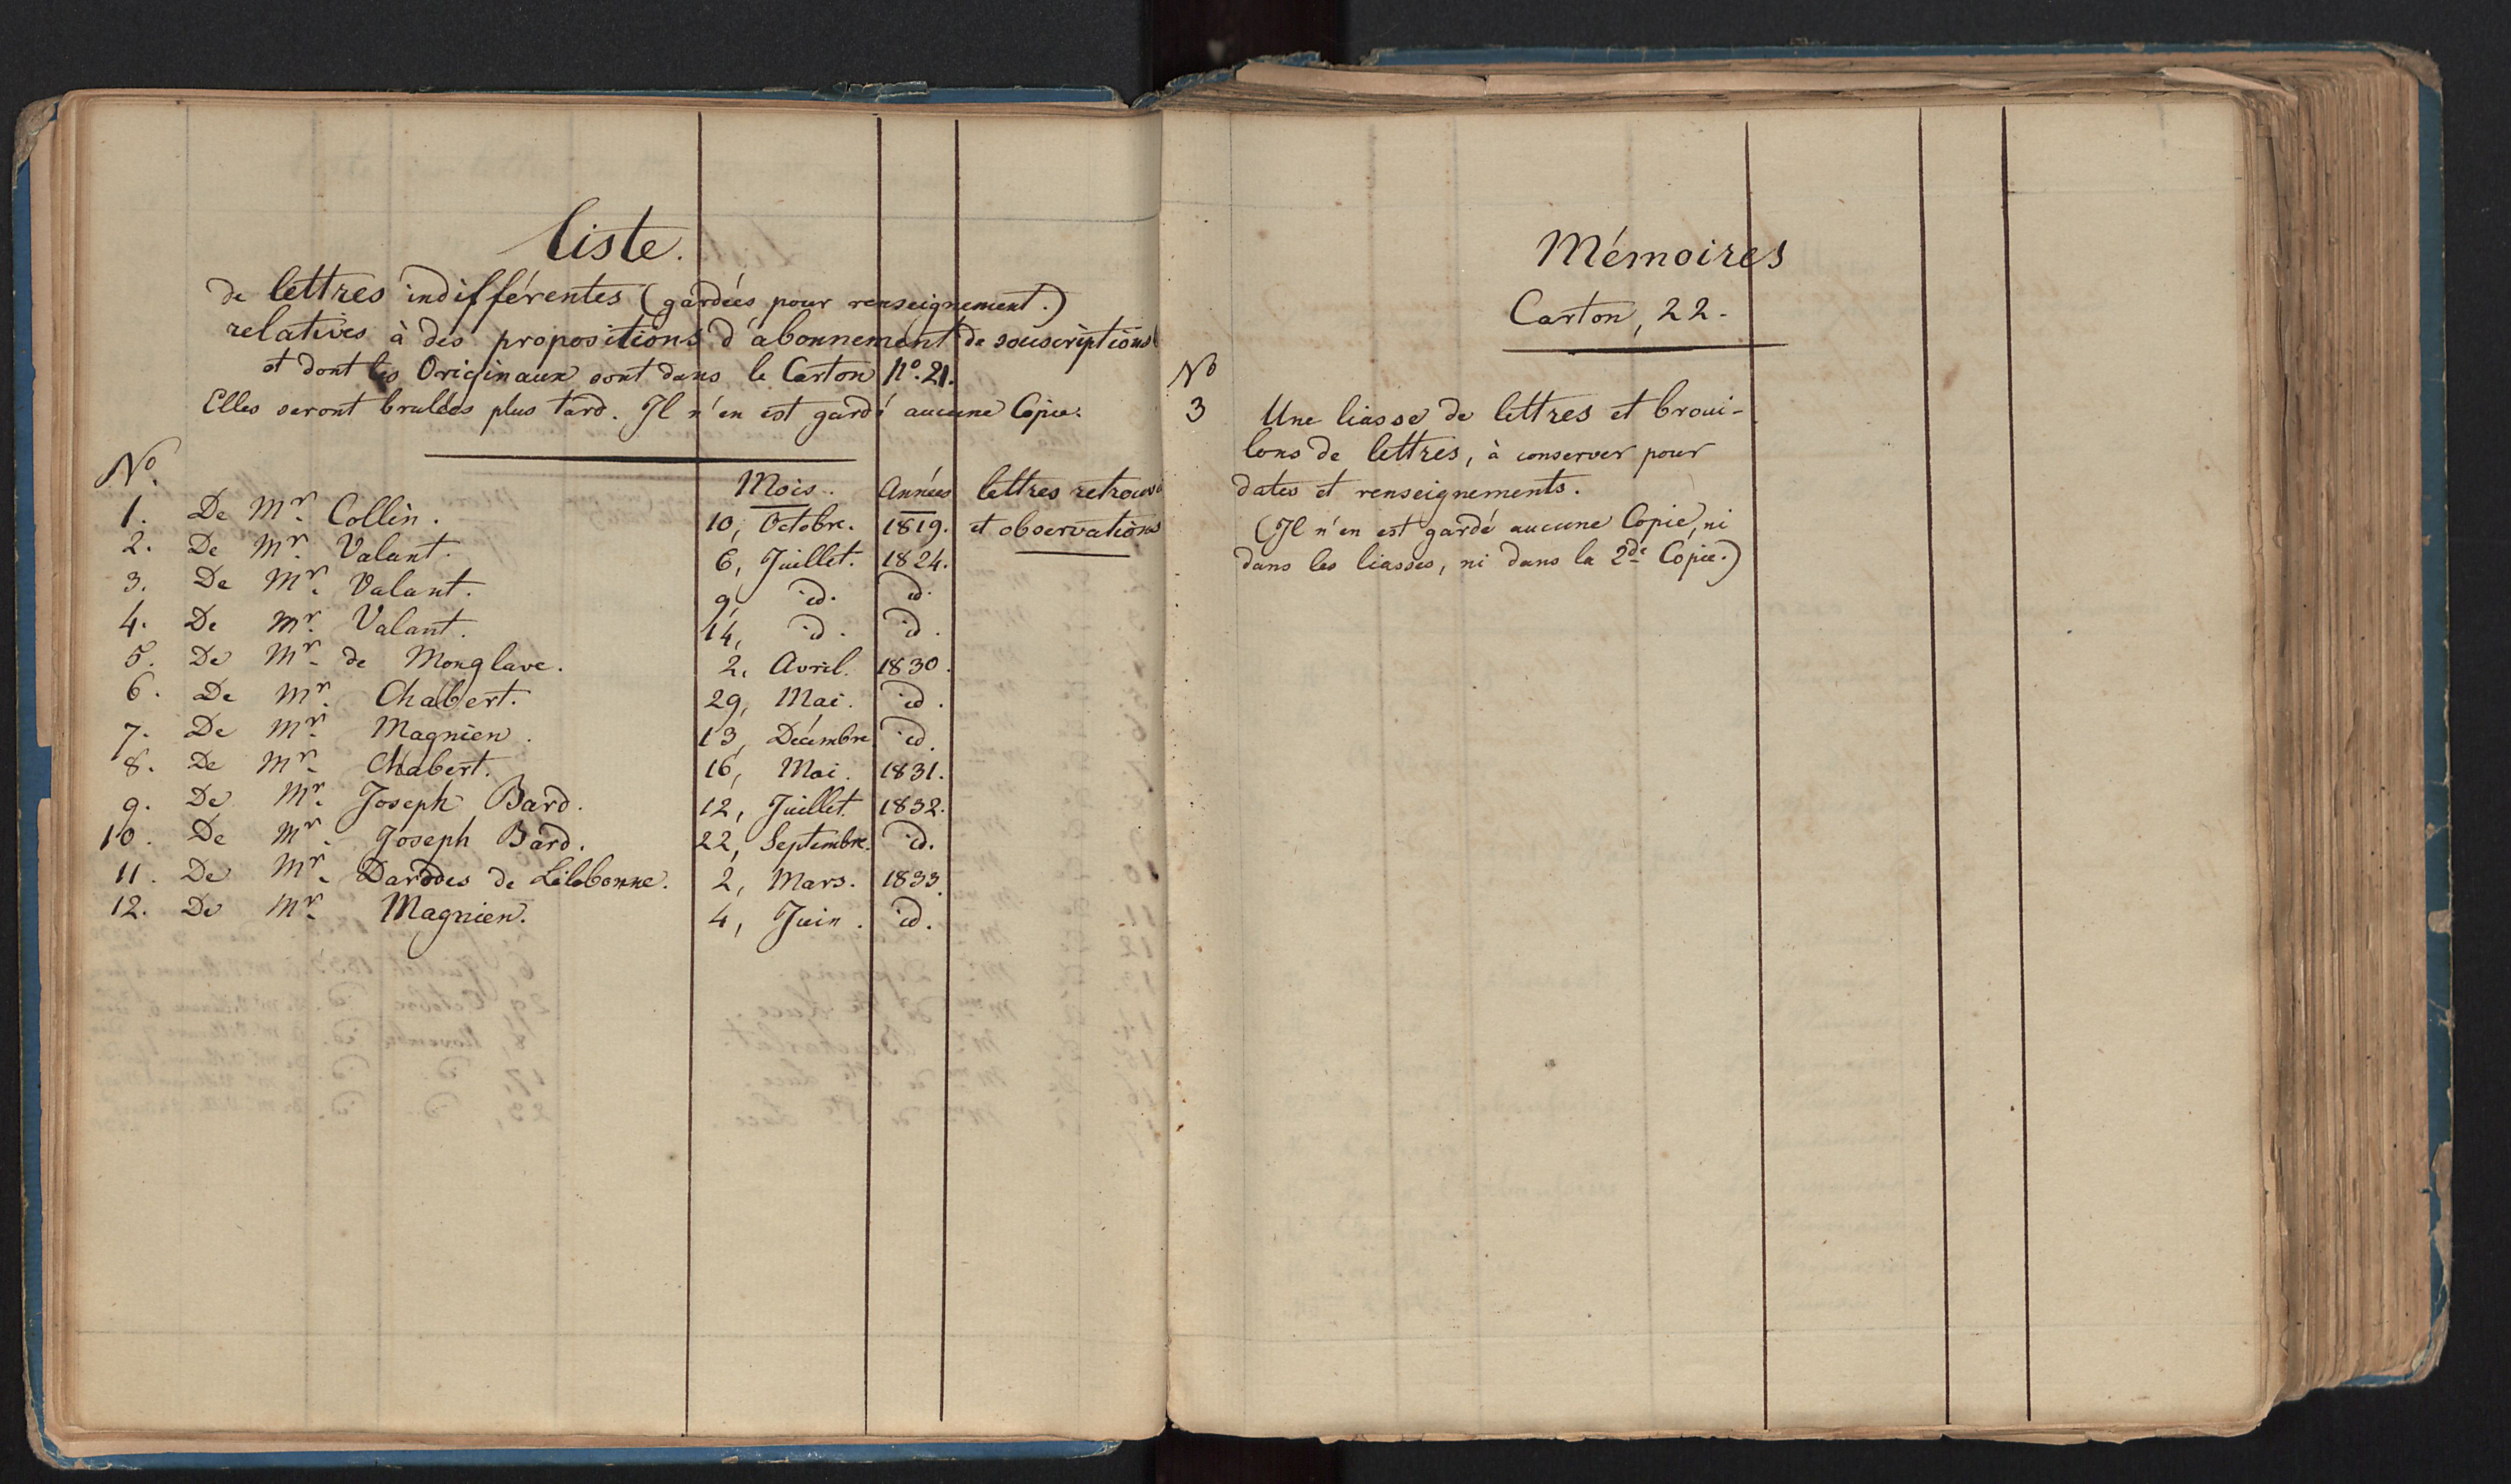 Liste.
de lettres indifférentes (gardées pour renseignement.)
relatives à des propositions d'abonnement de souscriptions
et dont les Originaux sont dans le Carton No. 21.
Elles seront brulées plus tard. Il n'en est gardé aucune Copie.
No. Mois. Années lettres retrouvé
et observations
1. De Mr. Collin. 10, Octobre. 1819.
2. De Mr. Valant. 6, Juillet. 1824.
3. De Mr. Valant. 9, id. id.
4. De Mr. Valant. 14, id. id.
5. De Mr. de Monglave. 2, Avril. 1830.
6. De Mr. Chabert. 29, Mai. id.
7. De Mr. Magnien. 13, Décembre id.
8. De Mr. Chabert. 16, Mai. 1831.
9. De Mr. Joseph Bard. 12, Juillet. 1832.
10. De Mr. Joseph Bard. 22, Septembre. id.
11. De Mr. de Lilebonne. 2, Mars. 1833.
12. De Mr. Magnien. 4, Juin. id.
Mémoires
Carton, 22.
No
3 Une liasse de lettres et broui-
lons de lettres, à conserver pour
dates et renseignements.
(Il n'en est gardé aucune Copie, ni
dans les liasses, ni dans la 2de Copie.)